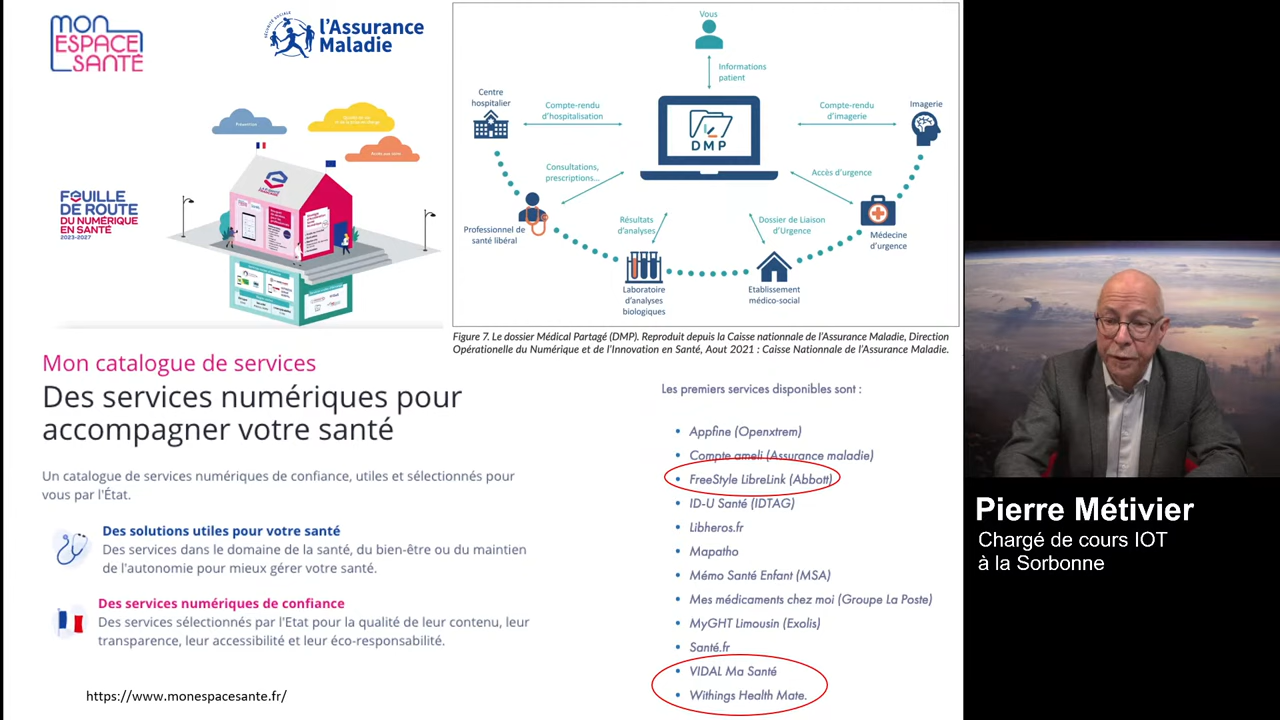 MON
ESPACE
SANTÉ
SÉCURITÉ SOCIALE
l'Assurance
Maladie
Prévention
Accès aux soins
FEUILLE
DE ROUTE
DU NUMÉRIQUE
EN SANTÉ
2023-2027
Vous
Informations
patient
Centre
hospitalier
Compte-rendu
d'hospitalisation
DMP
Compte-rendu
d'imagerie
Imagerie
Consultations,
prescriptions...
Accès d'urgence
Professionnel de
santé libéral
Résultats
d'analyses
Dossier de Liaison
d'Urgence
Médecine
d'urgence
Laboratoire
d'analyses
biologiques
Etablissement
médico-social
Figure 7. Le dossier Médical Partagé (DMP). Reproduit depuis la Caisse nationnale de l'Assurance Maladie, Direction
Opérationelle du Numérique et de l'Innovation en Santé, Aout 2021 : Caisse Nationnale de l'Assurance Maladie.
Mon catalogue de services
Des services numériques pour
accompagner votre santé
Un catalogue de services numériques de confiance, utiles et sélectionnés pour
vous par l'État.
Des solutions utiles pour votre santé
Des services dans le domaine de la santé, du bien-être ou du maintien
de l'autonomie pour mieux gérer votre santé.
Des services numériques de confiance
Des services sélectionnés par l'Etat pour la qualité de leur contenu, leur
transparence, leur accessibilité et leur éco-responsabilité.
https://www.monespacesante.fr/
Les premiers services disponibles sont :
• Appfine (Openxtrem)
• Compte ameli (Assurance maladie)
• FreeStyle LibreLink (Abbott)
• ID-U Santé (IDTAG)
• Libheros.fr
• Mapatho
• Mémo Santé Enfant (MSA)
• Mes médicaments chez moi (Groupe La Poste)
• MyGHT Limousin (Exolis)
• Santé.fr
• VIDAL Ma Santé
• Withings Health Mate.
Pierre Métivier
Chargé de cours IOT
à la Sorbonne